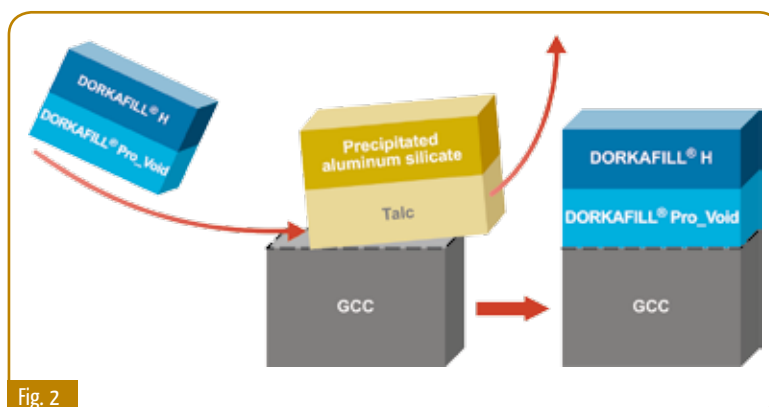 DORKAFILL® H
DORKAFILL® Pro_Void
Precipitated
aluminum silicate
Talc
GCC
DORKAFILL® H
DORKAFILL® Pro_Void
GCC
Fig. 2